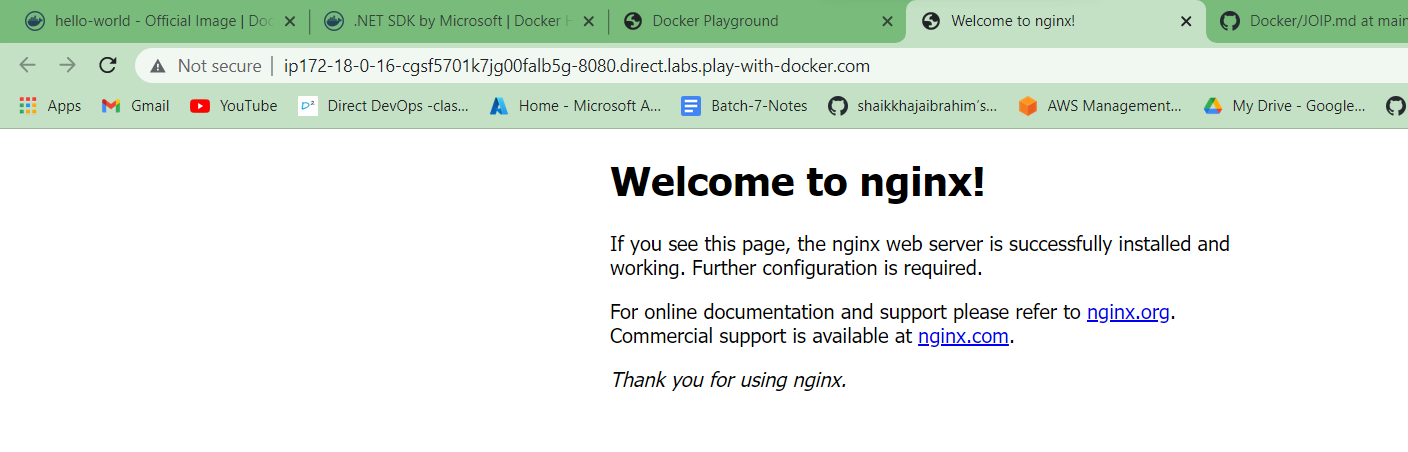 hello-world - Official Image | Doc
.NET SDK by Microsoft | Docker H
Docker Playground
Welcome to nginx!
Docker/JOIP.md at main
Not secure | ip172-18-0-16-cgsf5701k7jg00falb5g-8080.direct.labs.play-with-docker.com
Apps
Gmail
YouTube
D² Direct DevOps -clas...
Home - Microsoft A...
Batch-7-Notes
shaikkhajaibrahim's...
AWS Management...
My Drive - Google...
Welcome to nginx!
If you see this page, the nginx web server is successfully installed and
working. Further configuration is required.
For online documentation and support please refer to nginx.org.
Commercial support is available at nginx.com.
Thank you for using nginx.